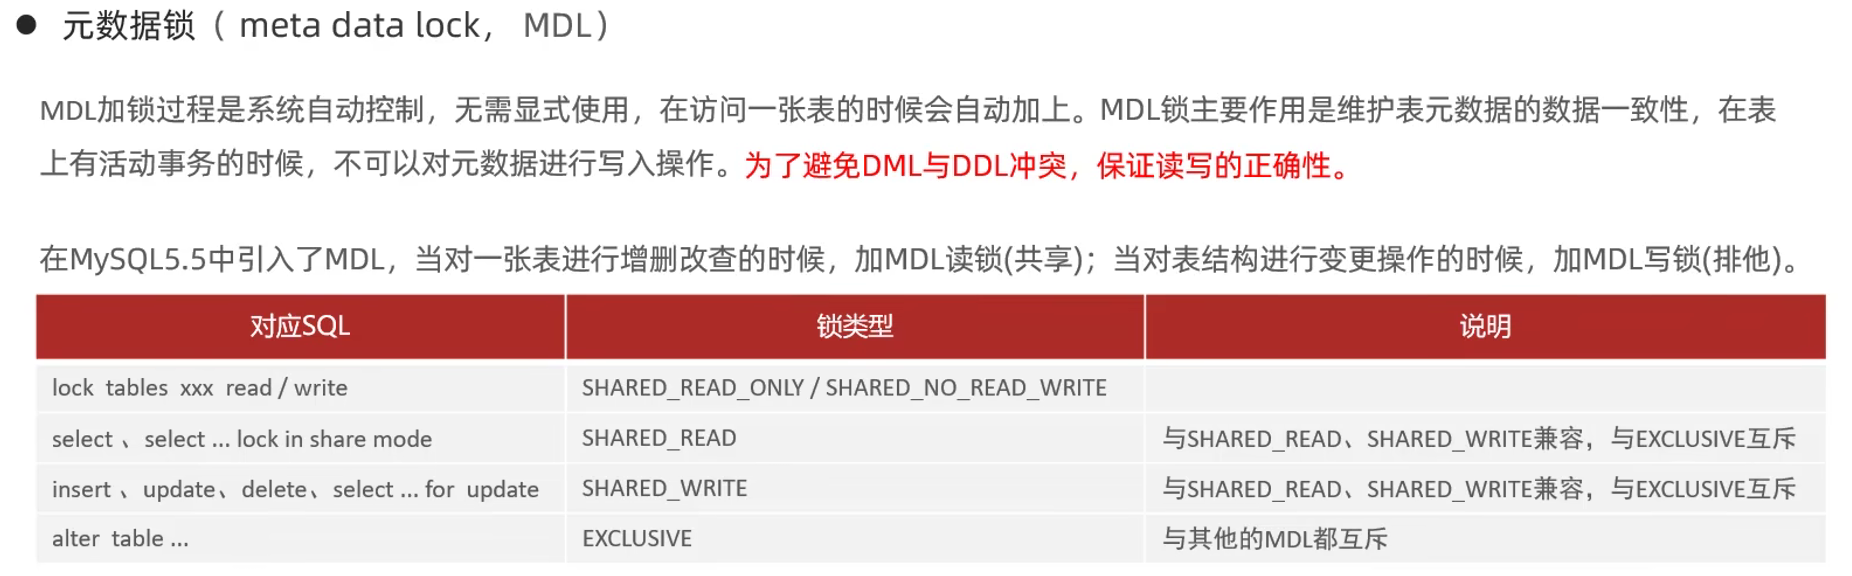 ● 元数据锁（ meta data lock， MDL）
MDL加锁过程是系统自动控制，无需显式使用，在访问一张表的时候会自动加上。MDL锁主要作用是维护表元数据的数据一致性，在表
上有活动事务的时候，不可以对元数据进行写入操作。为了避免DML与DDL冲突，保证读写的正确性。
在MySQL5.5中引入了MDL，当对一张表进行增删改查的时候，加MDL读锁(共享)；当对表结构进行变更操作的时候，加MDL写锁(排他)。
对应SQL 锁类型 说明
lock tables xxx read / write SHARED_READ_ONLY / SHARED_NO_READ_WRITE
select 、select ... lock in share mode SHARED_READ 与SHARED_READ、SHARED_WRITE兼容，与EXCLUSIVE互斥
insert 、update、delete、select ... for update SHARED_WRITE 与SHARED_READ、SHARED_WRITE兼容，与EXCLUSIVE互斥
alter table ... EXCLUSIVE 与其他的MDL都互斥